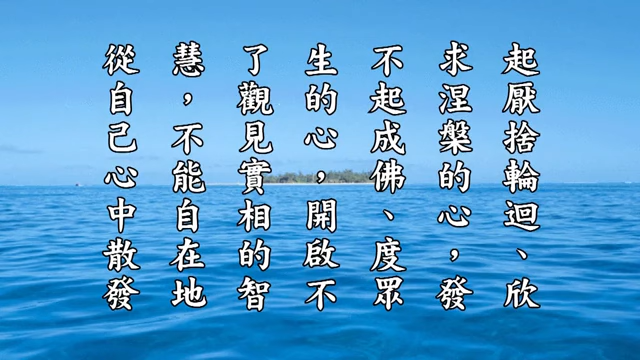 起厭捨輪迴、欣
求涅槃的心，發
不起成佛、度眾
生的心，開啟不
了觀見實相的智
慧，不能自在地
從自己心中散發